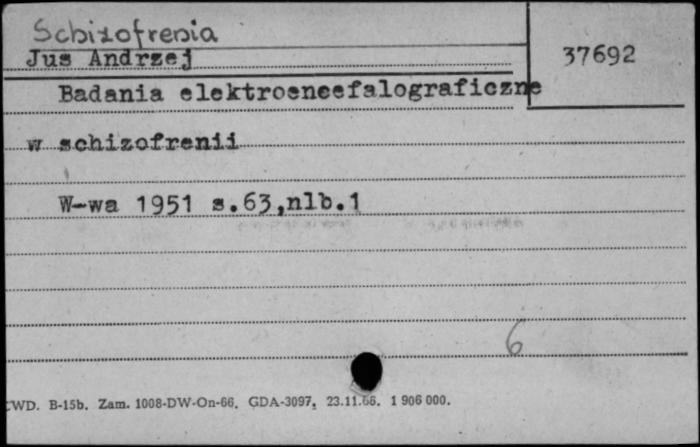 Schizofrenia
Jus Andrzej
37692
Badania elektroencefalograficzne
w schizofrenii
W-wa 1951 s.63,nlb.1
6
WD. B-15b. Zam. 1008-DW-On-66. GDA-3097. 23.11.66. 1 906 000.